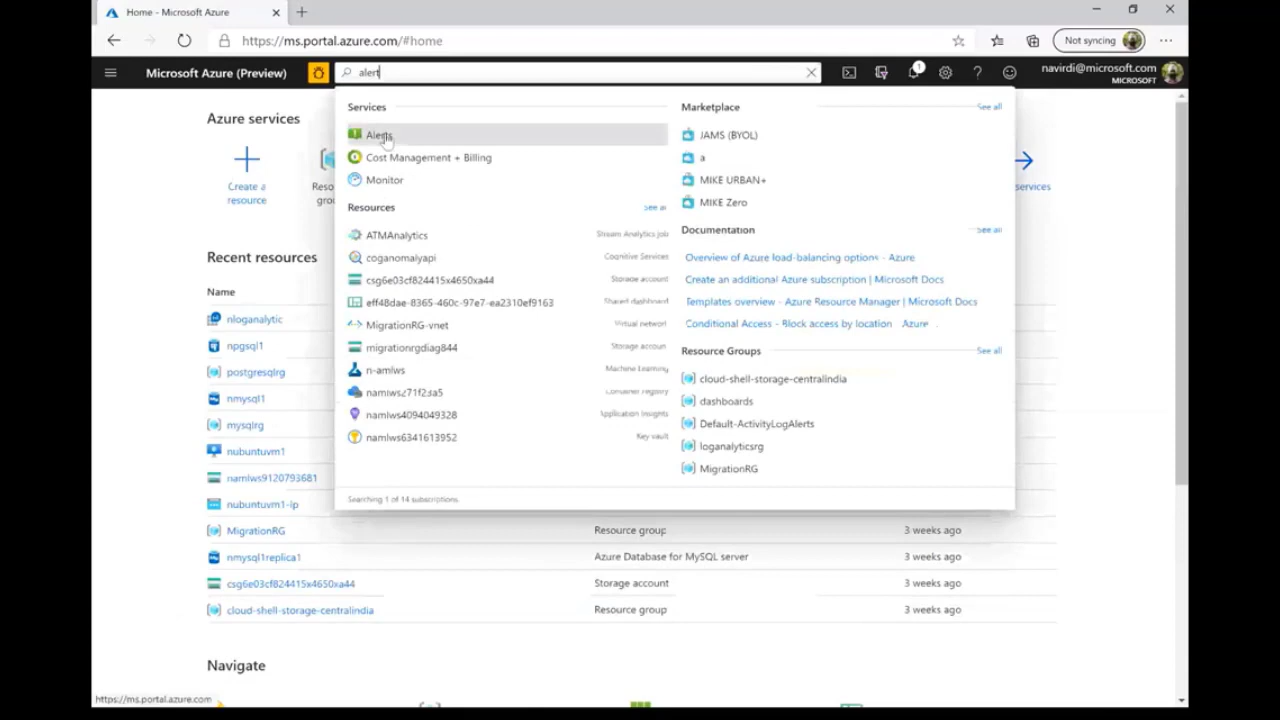 Home - Microsoft Azure
https://ms.portal.azure.com/#home
Not syncing
Microsoft Azure (Preview)
alert
1
navirdi@microsoft.com
MICROSOFT
Azure services
Create a
resource
services
Recent resources
Name
nloganalytic
npgsql1
postgresqlrg
nmysql1
mysqlrg
nubuntuvm1
namlws9120793681
nubuntuvm1-ip
MigrationRG Resource group 3 weeks ago
nmysql1replica1 Azure Database for MySQL server 3 weeks ago
csg6e03cf824415x4650xa44 Storage account 3 weeks ago
cloud-shell-storage-centralindia Resource group 3 weeks ago
Navigate
https://ms.portal.azure.com
Services
Alerts
Cost Management + Billing
Monitor
Resources See all
ATMAnalytics Stream Analytics job
coganomalyapi Cognitive Services
csg6e03cf824415x4650xa44 Storage account
eff48dae-8365-460c-97e7-ea2310ef9163 Shared dashboard
MigrationRG-vnet Virtual network
migrationrgdiag844 Storage account
n-amlws Machine Learning
Container registry
namlws4094049328 Application Insights
namlws6341613952 Key vault
Searching 1 of 14 subscriptions.
Marketplace See all
JAMS (BYOL)
a
MIKE URBAN+
MIKE Zero
Documentation See all
Overview of Azure load-balancing options - Azure
Create an additional Azure subscription | Microsoft Docs
Templates overview - Azure Resource Manager | Microsoft Docs
Conditional Access - Block access by location Azure
Resource Groups See all
cloud-shell-storage-centralindia
dashboards
Default-ActivityLogAlerts
loganalyticsrg
MigrationRG